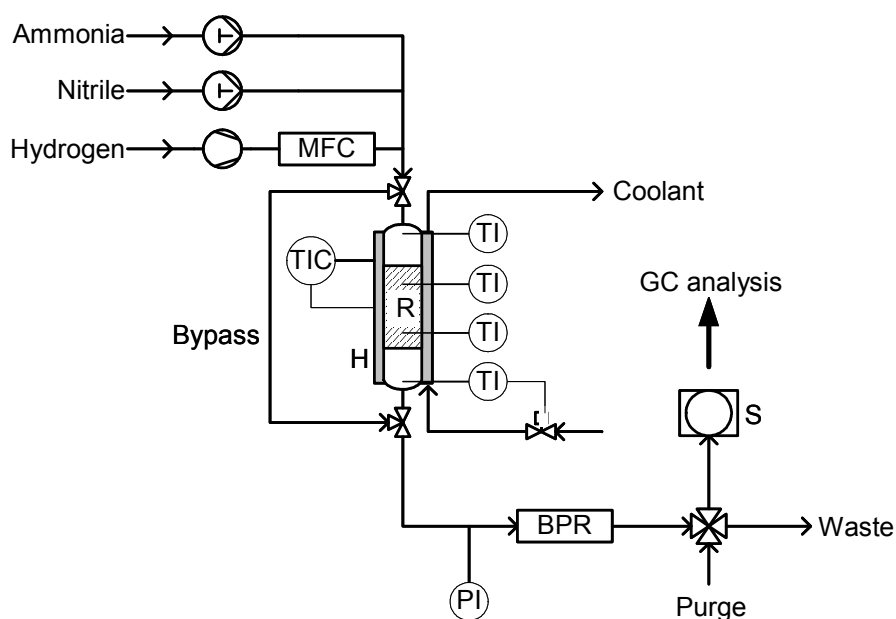 Ammonia
Nitrile
Hydrogen
MFC
Coolant
TI
TIC
TI
GC analysis
R
Bypass
TI
H
TI
S
BPR
Waste
PI
Purge